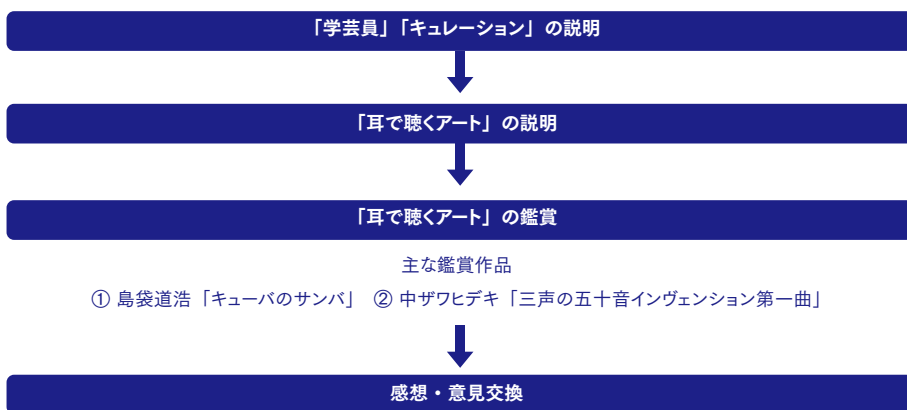 「学芸員」「キュレーション」の説明
「耳で聴くアート」の説明
「耳で聴くアート」の鑑賞
主な鑑賞作品
① 島袋道浩「キューバのサンバ」 ② 中ザワヒデキ「三声の五十音インヴェンション第一曲」
感想・意見交換